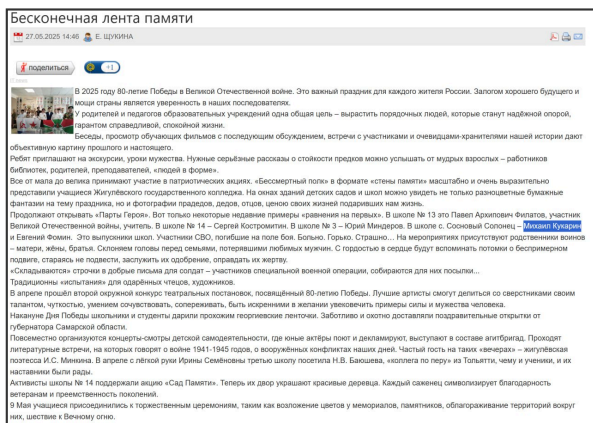 Бесконечная лента памяти
27.05.2025 14:46 Е. ЩУКИНА
поделиться +1
В 2025 году 80-летие Победы в Великой Отечественной войне. Это важный праздник для каждого жителя России. Залогом хорошего будущего и
мощи страны является уверенность в наших последователях.
У родителей и педагогов образовательных учреждений одна общая цель – вырастить порядочных людей, которые станут надёжной опорой,
гарантом справедливой, спокойной жизни.
Беседы, просмотр обучающих фильмов с последующим обсуждением, встречи с участниками и очевидцами-хранителями нашей истории дают
объективную картину прошлого и настоящего.
Ребят приглашают на экскурсии, уроки мужества. Нужные серьёзные рассказы о стойкости предков можно услышать от мудрых взрослых – работников
библиотек, родителей, преподавателей, «людей в форме».
Все от мала до велика принимают участие в патриотических акциях. «Бессмертный полк» в формате «стены памяти» масштабно и очень выразительно
представили учащиеся Жигулёвского государственного колледжа. На окнах зданий детских садов и школ можно увидеть не только разноцветные бумажные
фантазии на тему праздника, но и фотографии прадедов, дедов, отцов, ценою своих жизней подаривших нам жизнь.
Продолжают открывать «Парты Героя». Вот только некоторые недавние примеры «равнения на первых». В школе № 13 это Павел Архипович Филатов, участник
Великой Отечественной войны, учитель. В школе № 14 – Сергей Костромитин. В школе № 3 – Юрий Миндеров. В школе с. Сосновый Солонец – Михаил Кукарин
и Евгений Фомин. Это выпускники школ. Участники СВО, погибшие на поле боя. Больно. Горько. Страшно... На мероприятиях присутствуют родственники воинов
– матери, жёны, братья. Склоняем головы перед семьями, потерявшими любимых мужчин. С гордостью в сердце будут вспоминать потомки о беспримерном
подвиге, стараясь не подвести, заслужить их одобрение, оправдать их жертву.
«Складываются» строчки в добрые письма для солдат – участников специальной военной операции, собираются для них посылки...
Традиционны «испытания» для одарённых чтецов, художников.
В апреле прошёл второй окружной конкурс театральных постановок, посвящённый 80-летию Победы. Лучшие артисты смогут делиться со сверстниками своим
талантом, чуткостью, умением сочувствовать, сопереживать, быть искренними в желании увековечить примеры силы и мужества человека.
Накануне Дня Победы школьники и студенты дарили прохожим георгиевские ленточки. Заботливо и охотно доставляли поздравительные открытки от
губернатора Самарской области.
Повсеместно организуются концерты-смотры детской самодеятельности, где юные актёры поют и декламируют, выступают в составе агитбригад. Проходят
литературные встречи, на которых говорят о войне 1941-1945 годов, о вооружённых конфликтах наших дней. Частый гость на таких «вечерах» – жигулёвская
поэтесса И.С. Минкина. В апреле с лёгкой руки Ирины Семёновны третью школу посетила Н.В. Баюшева, «коллега по перу» из Тольятти, чему и ученики, и их
наставники были рады.
Активисты школы № 14 поддержали акцию «Сад Памяти». Теперь их двор украшают красивые деревца. Каждый саженец символизирует благодарность
ветеранам и преемственность поколений.
9 Мая учащиеся присоединились к торжественным церемониям, таким как возложение цветов у мемориалов, памятников, облагораживание территорий вокруг
них, шествие к Вечному огню.